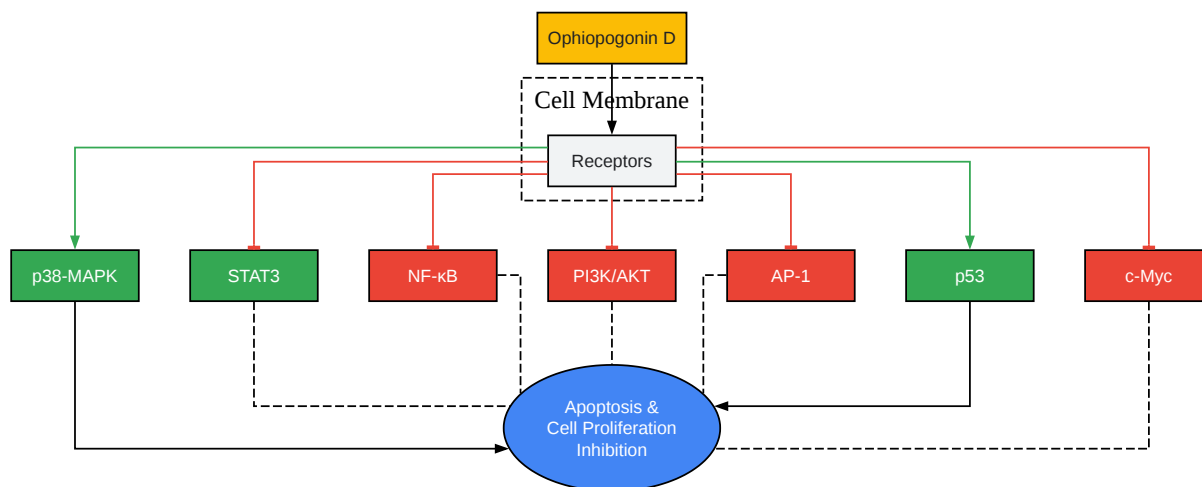 Ophiopogonin D
Cell Membrane
Receptors
p38-MAPK
STAT3
NF-κB
PI3K/AKT
AP-1
p53
c-Myc
Apoptosis &
Cell Proliferation
Inhibition